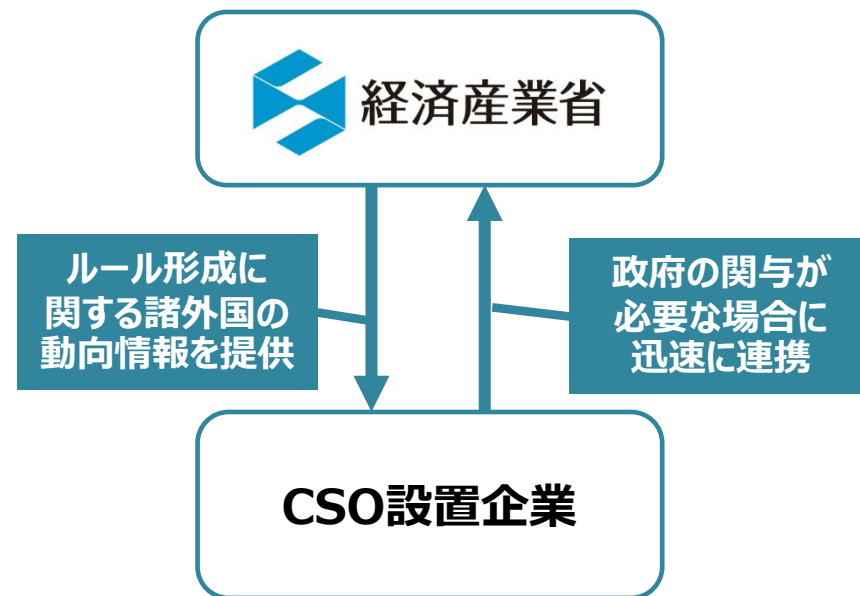 経済産業省
ルール形成に
関する諸外国の
動向情報を提供
政府の関与が
必要な場合に
迅速に連携
CSO設置企業